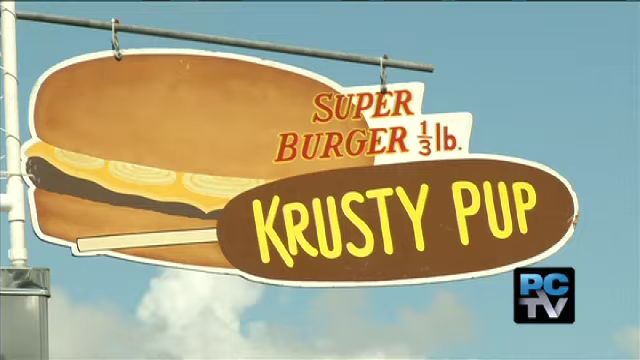 SUPER
BURGER 1/3 lb.
KRUSTY PUP
PC
TV